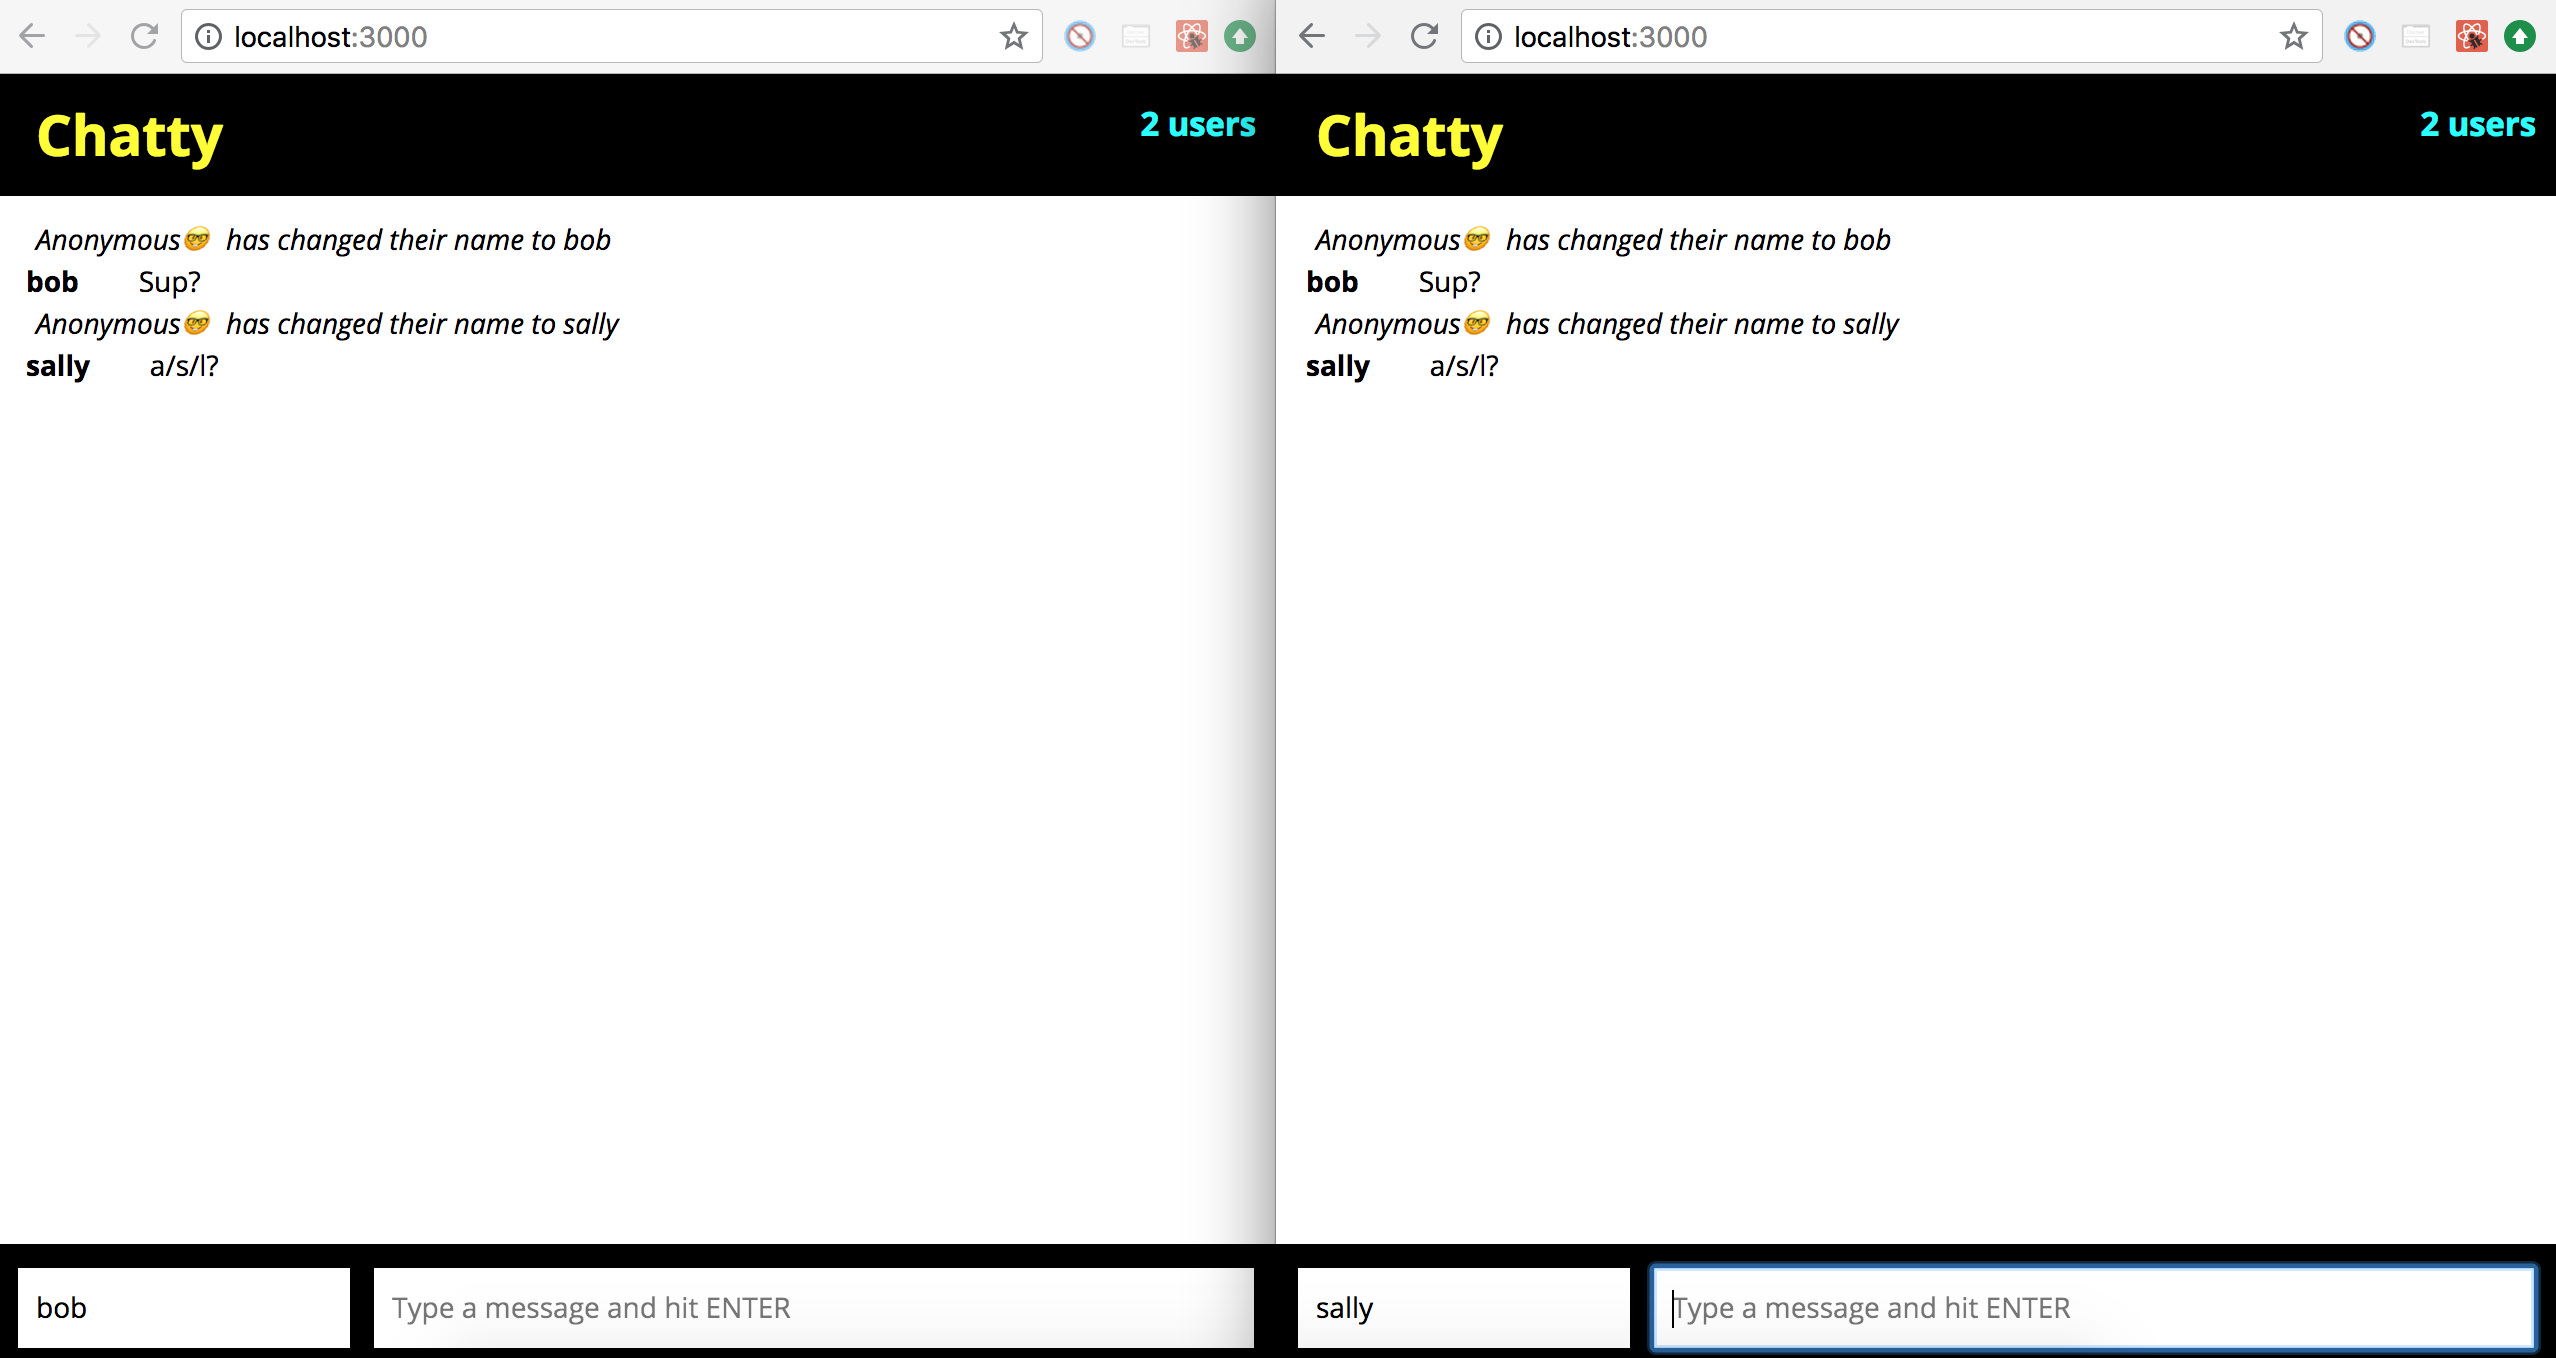 localhost:3000
Chatty
2 users
Anonymous🤓 has changed their name to bob
bob Sup?
Anonymous🤓 has changed their name to sally
sally a/s/l?
bob
Type a message and hit ENTER
localhost:3000
Chatty
2 users
Anonymous🤓 has changed their name to bob
bob Sup?
Anonymous🤓 has changed their name to sally
sally a/s/l?
sally
Type a message and hit ENTER